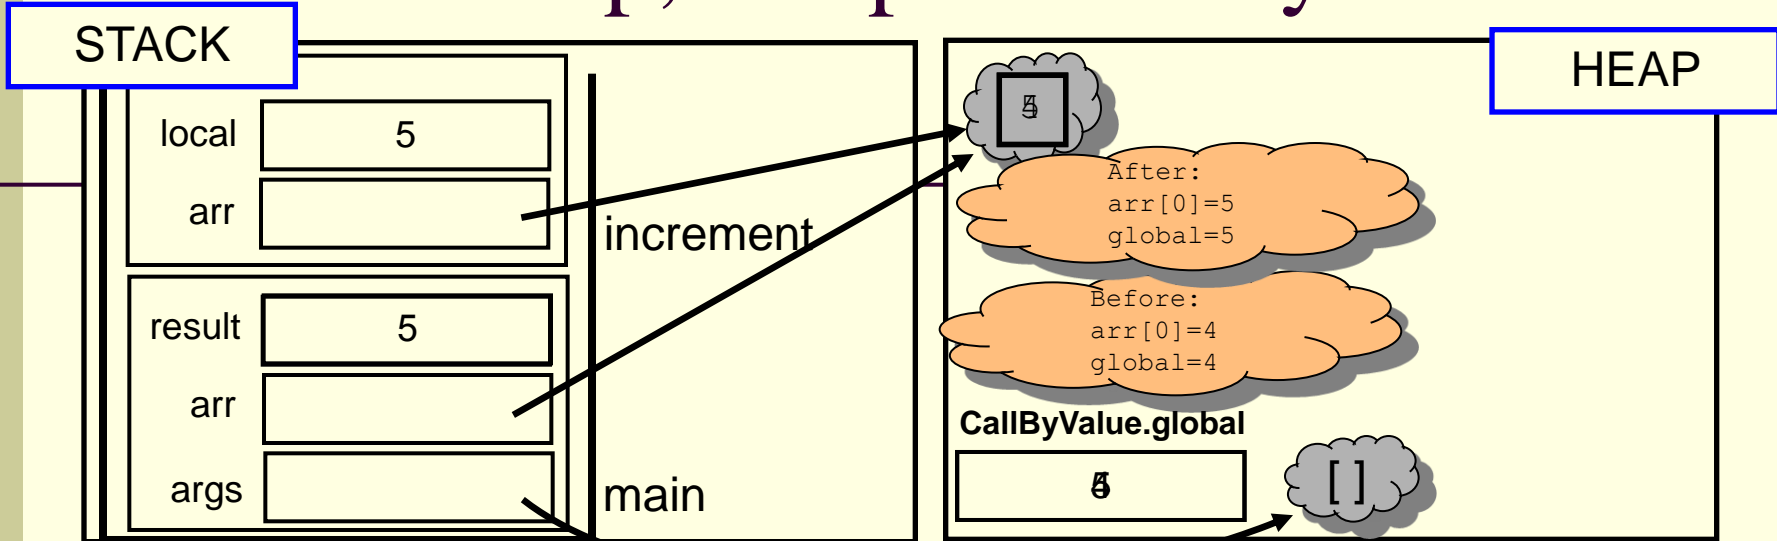 STACK
HEAP
local
5
arr
increment
result
5
arr
args
main
After:
arr[0]=5
global=5
Before:
arr[0]=4
global=4
CallByValue.global
[ ]